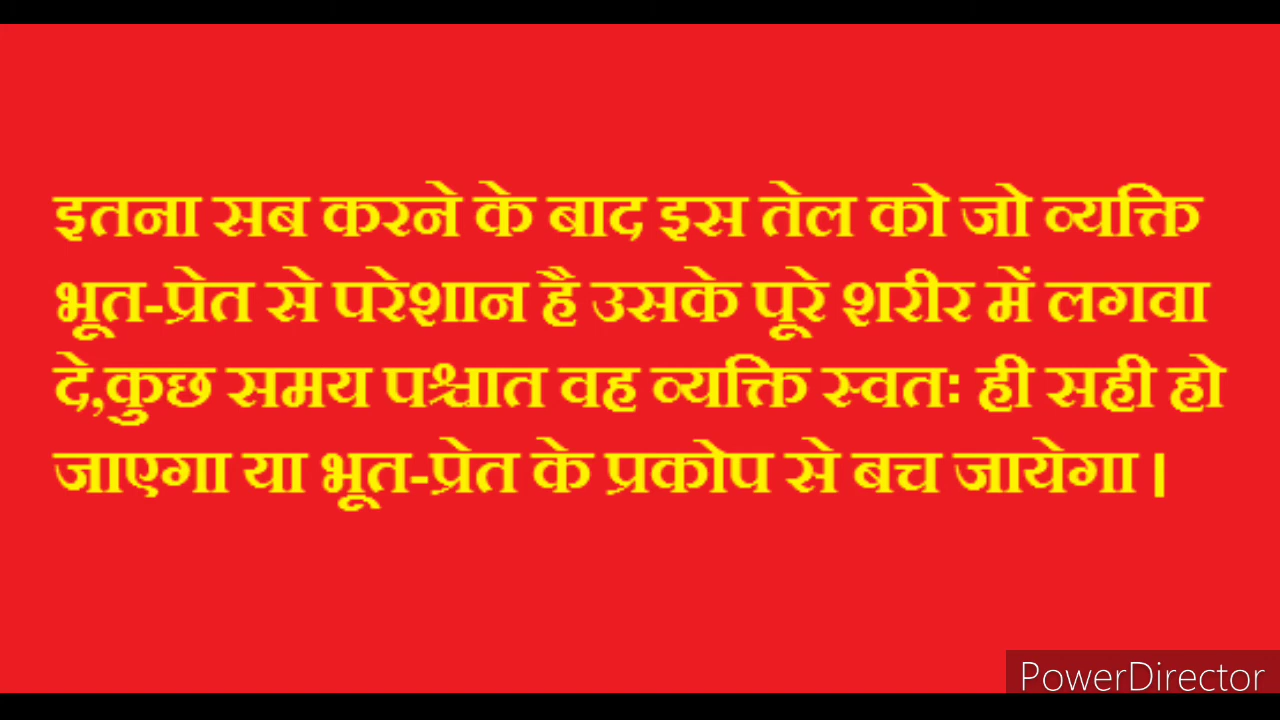 इतना सब करने के बाद इस तेल को जो व्यक्ति
भूत-प्रेत से परेशान है उसके पूरे शरीर में लगवा
दे,कुछ समय पश्चात वह व्यक्ति स्वतः ही सही हो
जाएगा या भूत-प्रेत के प्रकोप से बच जायेगा।
PowerDirector